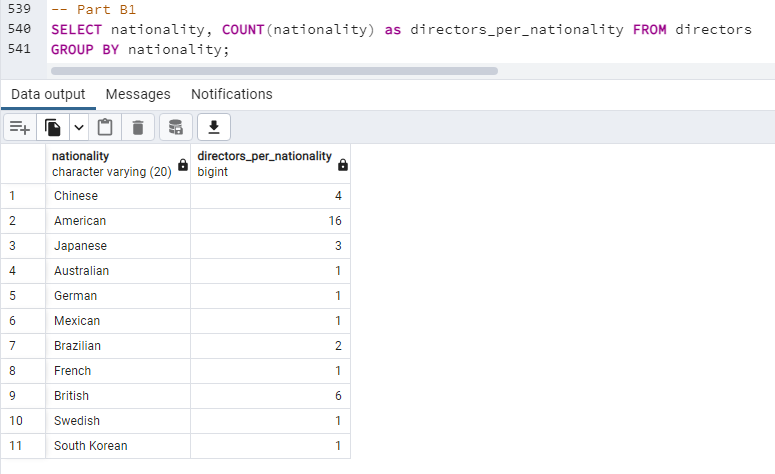 539 -- Part B1
540 SELECT nationality, COUNT(nationality) as directors_per_nationality FROM directors
541 GROUP BY nationality;
Data output Messages Notifications
nationality directors_per_nationality
character varying (20) bigint
1 Chinese 4
2 American 16
3 Japanese 3
4 Australian 1
5 German 1
6 Mexican 1
7 Brazilian 2
8 French 1
9 British 6
10 Swedish 1
11 South Korean 1